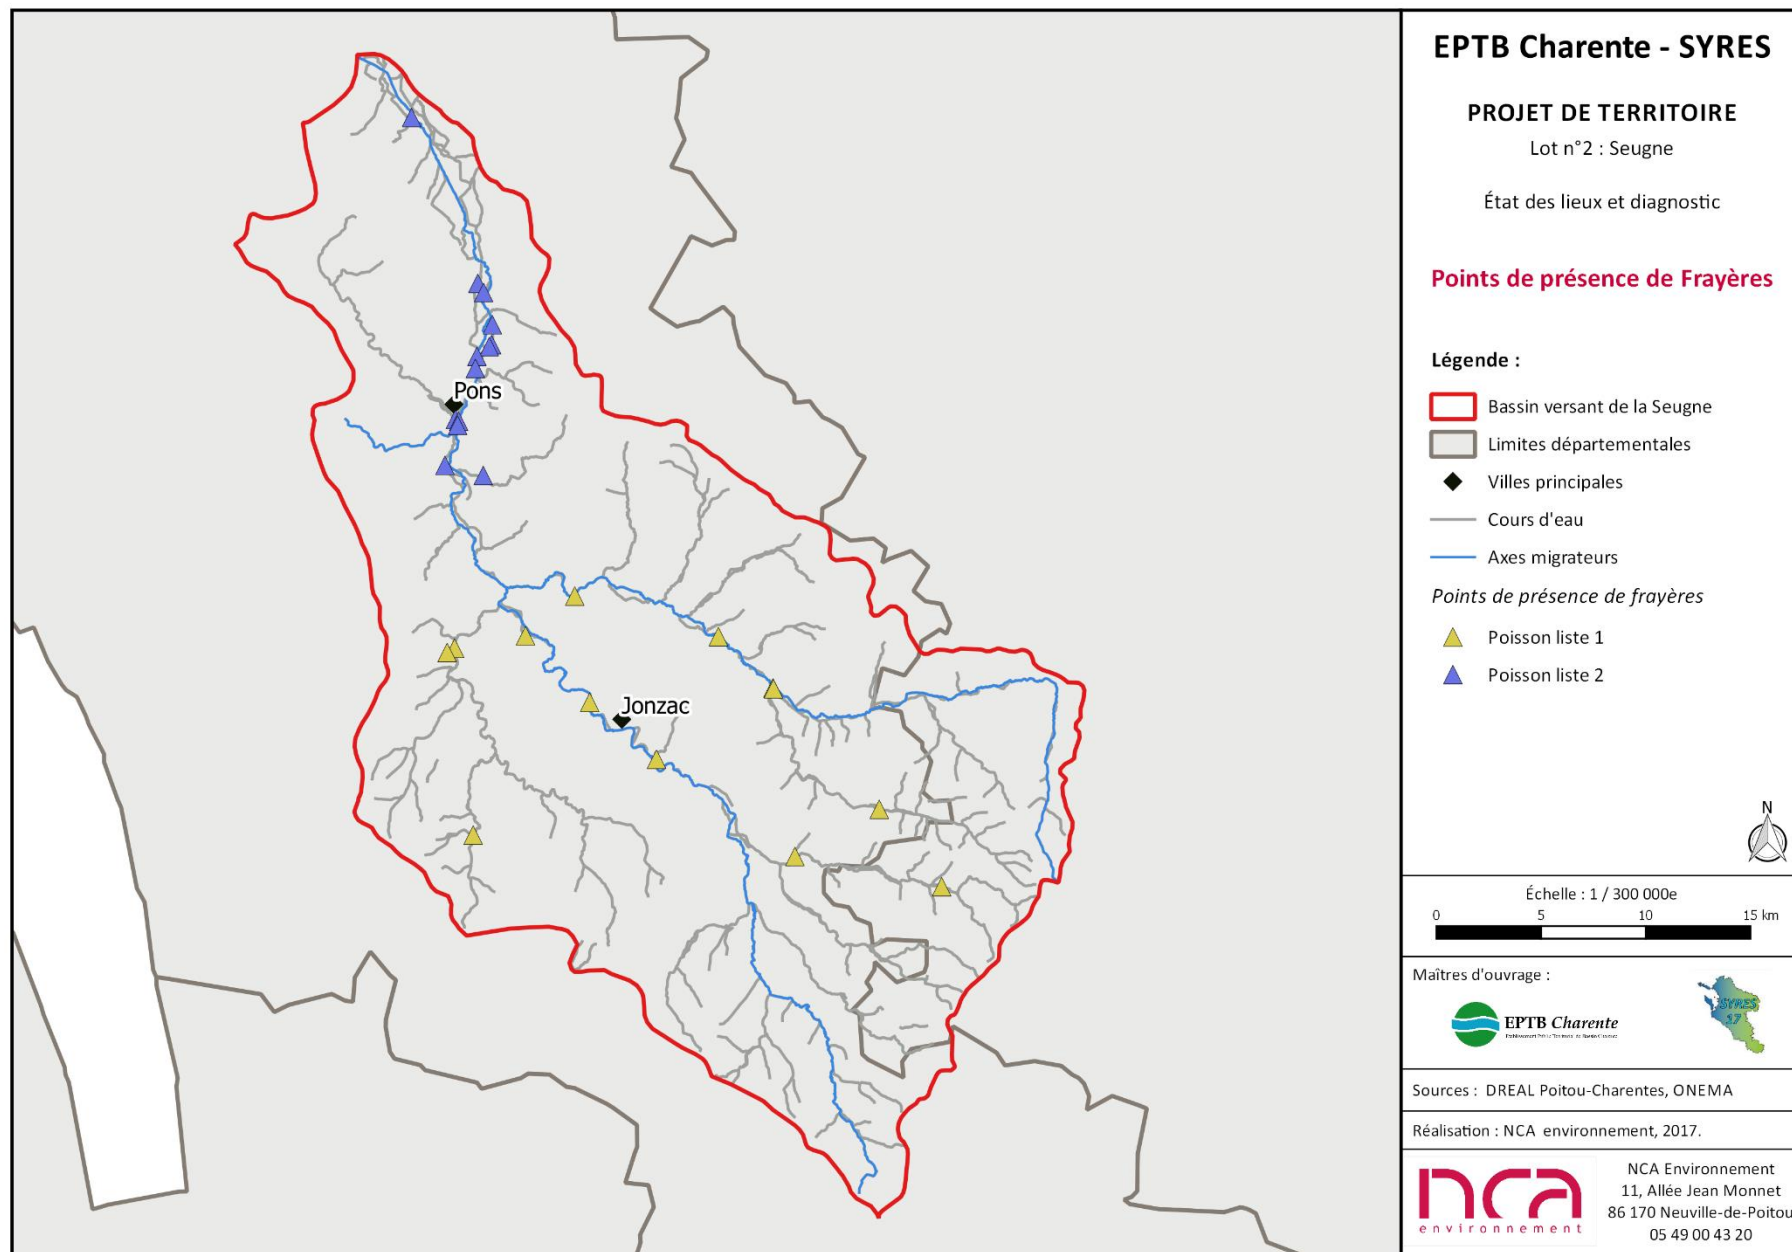 EPTB Charente - SYRES
PROJET DE TERRITOIRE
Lot n°2 : Seugne
État des lieux et diagnostic
Points de présence de Frayères
Légende :
Bassin versant de la Seugne
Limites départementales
Villes principales
Cours d'eau
Axes migrateurs
Points de présence de frayères
Poisson liste 1
Poisson liste 2
Pons
Jonzac
N
Échelle : 1 / 300 000e
0 5 10 15 km
Maîtres d'ouvrage :
EPTB Charente
SYRES
17
Sources : DREAL Poitou-Charentes, ONEMA
Réalisation : NCA environnement, 2017.
nca
environnement
NCA Environnement
11, Allée Jean Monnet
86 170 Neuville-de-Poitou
05 49 00 43 20